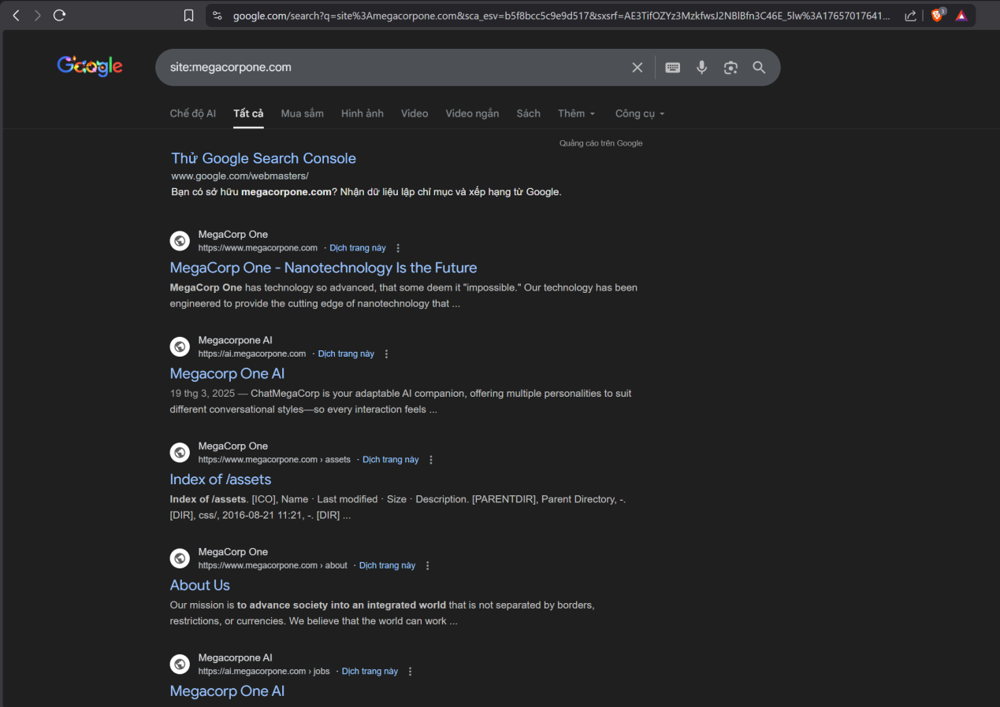 google.com/search?q=site%3Amegacorpone.com&sca_esv=b5f8bcc5c9e9d517&sxsrf=AE3TifOZYz3MzkfwsJ2NBlBfn3C46E_5lw%3A17657017641...
3
Google
site:megacorpone.com
Chế độ AI Tất cả Mua sắm Hình ảnh Video Video ngắn Sách Thêm Công cụ
Quảng cáo trên Google
Thử Google Search Console
www.google.com/webmasters/
Bạn có sở hữu megacorpone.com? Nhận dữ liệu lập chỉ mục và xếp hạng từ Google.
MegaCorp One
https://www.megacorpone.com · Dịch trang này
MegaCorp One - Nanotechnology Is the Future
MegaCorp One has technology so advanced, that some deem it "impossible." Our technology has been
engineered to provide the cutting edge of nanotechnology that ...
Megacorpone AI
https://ai.megacorpone.com · Dịch trang này
Megacorp One AI
19 thg 3, 2025 — ChatMegaCorp is your adaptable AI companion, offering multiple personalities to suit
different conversational styles—so every interaction feels ...
MegaCorp One
https://www.megacorpone.com › assets · Dịch trang này
Index of /assets
Index of /assets. [ICO], Name · Last modified · Size · Description. [PARENTDIR], Parent Directory, -.
[DIR], css/, 2016-08-21 11:21, -. [DIR] ...
MegaCorp One
https://www.megacorpone.com › about · Dịch trang này
About Us
Our mission is to advance society into an integrated world that is not separated by borders,
restrictions, or currencies. We believe that the world can work ...
Megacorpone AI
https://ai.megacorpone.com › jobs · Dịch trang này
Megacorp One AI